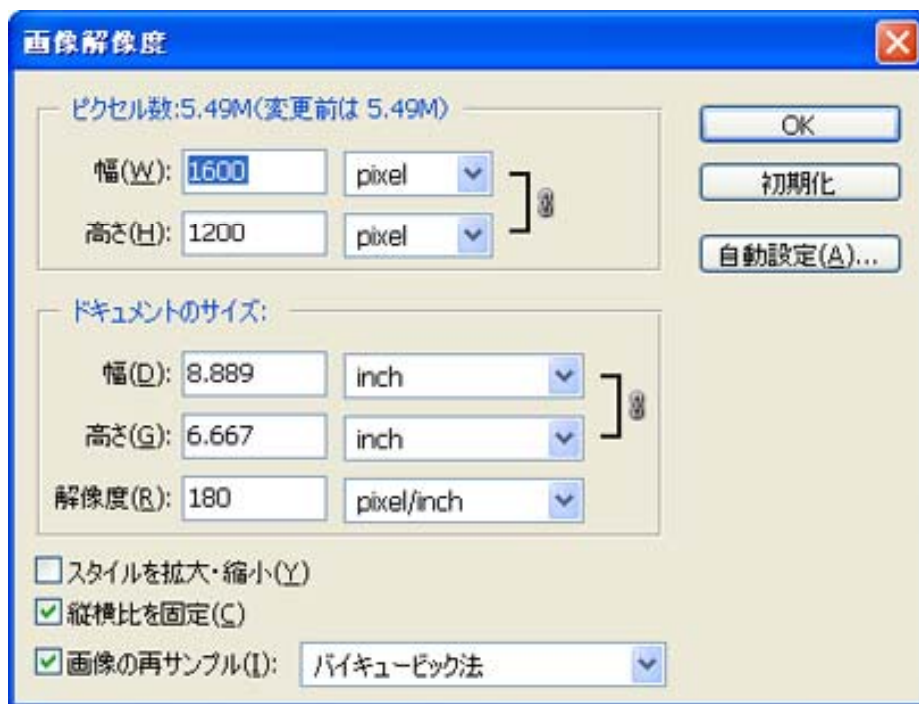 画像解像度
ピクセル数:5.49M(変更前は 5.49M)
幅(W): 1600 pixel
高さ(H): 1200 pixel
OK
初期化
自動設定(A)...
ドキュメントのサイズ:
幅(D): 8.889 inch
高さ(G): 6.667 inch
解像度(R): 180 pixel/inch
スタイルを拡大・縮小(Y)
縦横比を固定(C)
画像の再サンプル(I): バイキュービック法